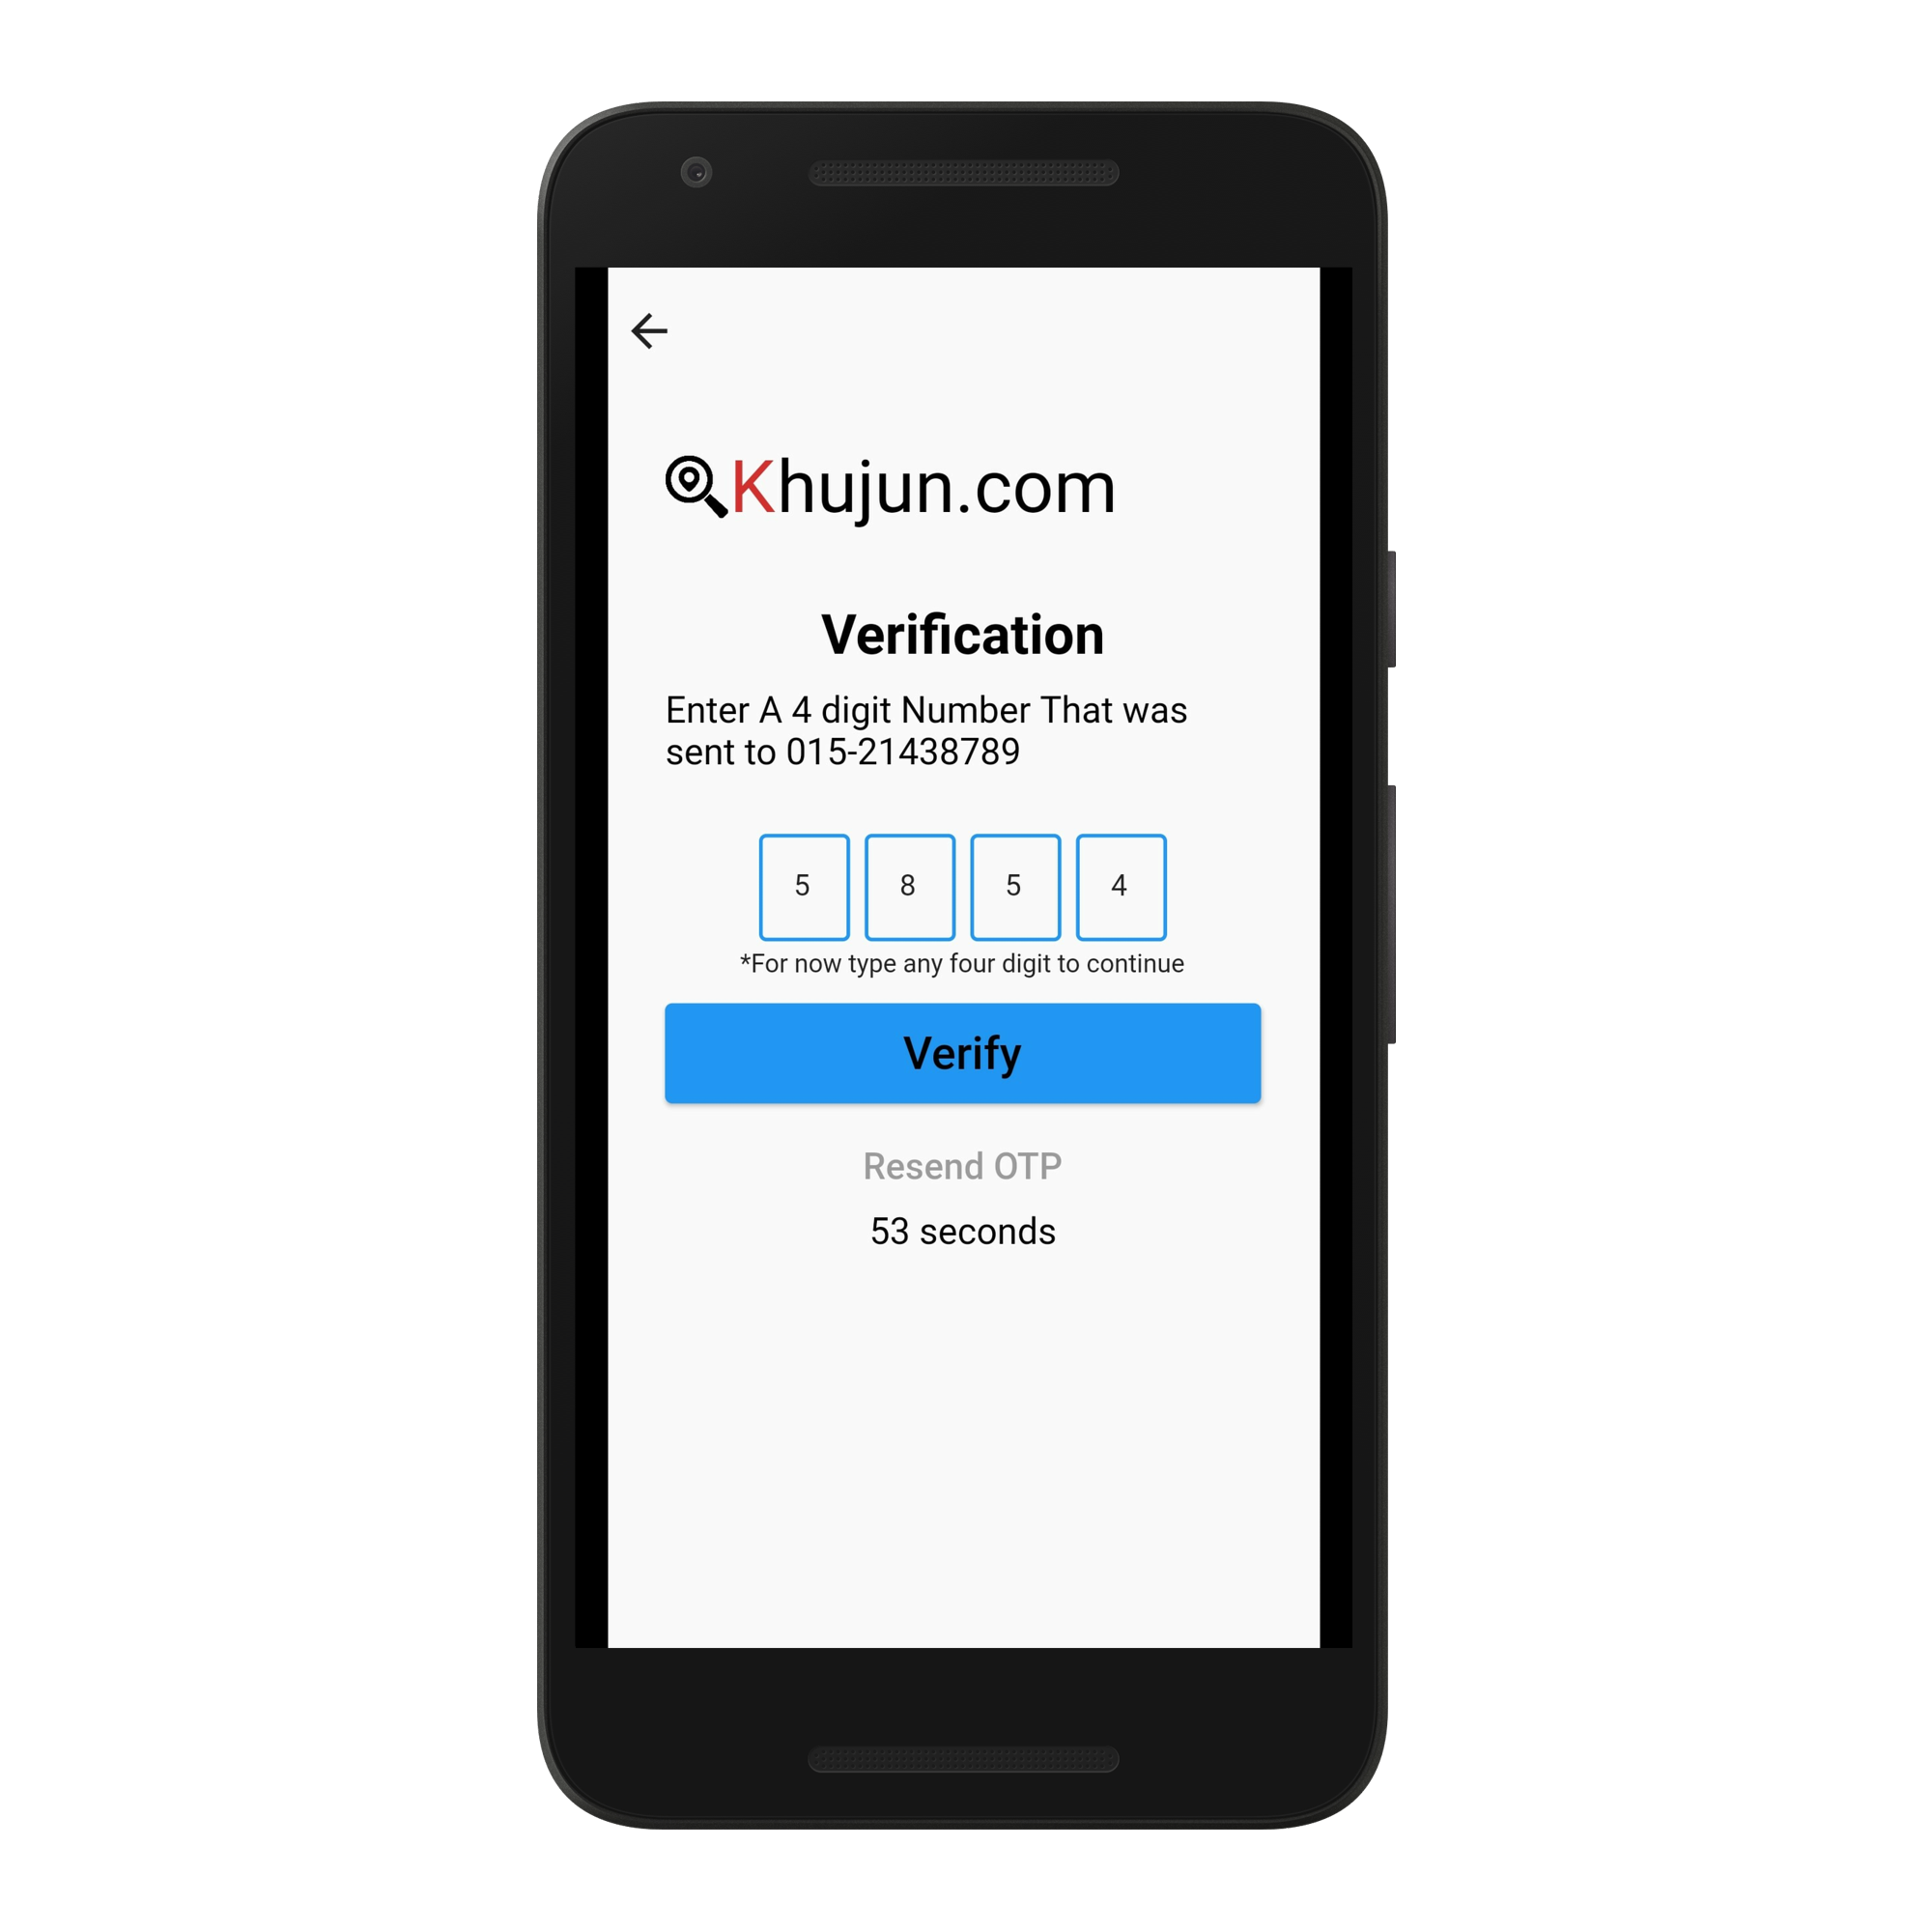 Khujun.com
Verification
Enter A 4 digit Number That was
sent to 015-21438789
5 8 5 4
*For now type any four digit to continue
Verify
Resend OTP
53 seconds